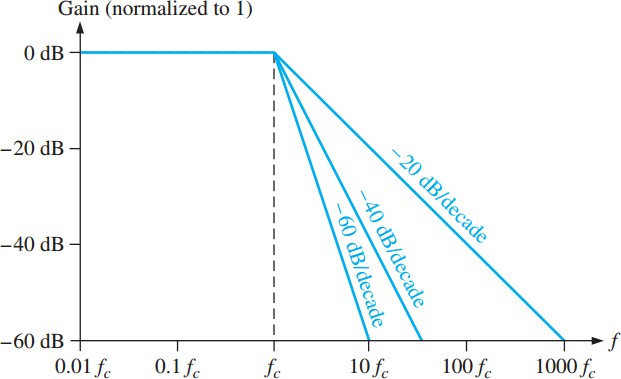 Gain (normalized to 1)
0 dB
−20 dB
−40 dB
−60 dB
−20 dB/decade
−40 dB/decade
−60 dB/decade
0.01 fc
0.1 fc
fc
10 fc
100 fc
1000 fc
f